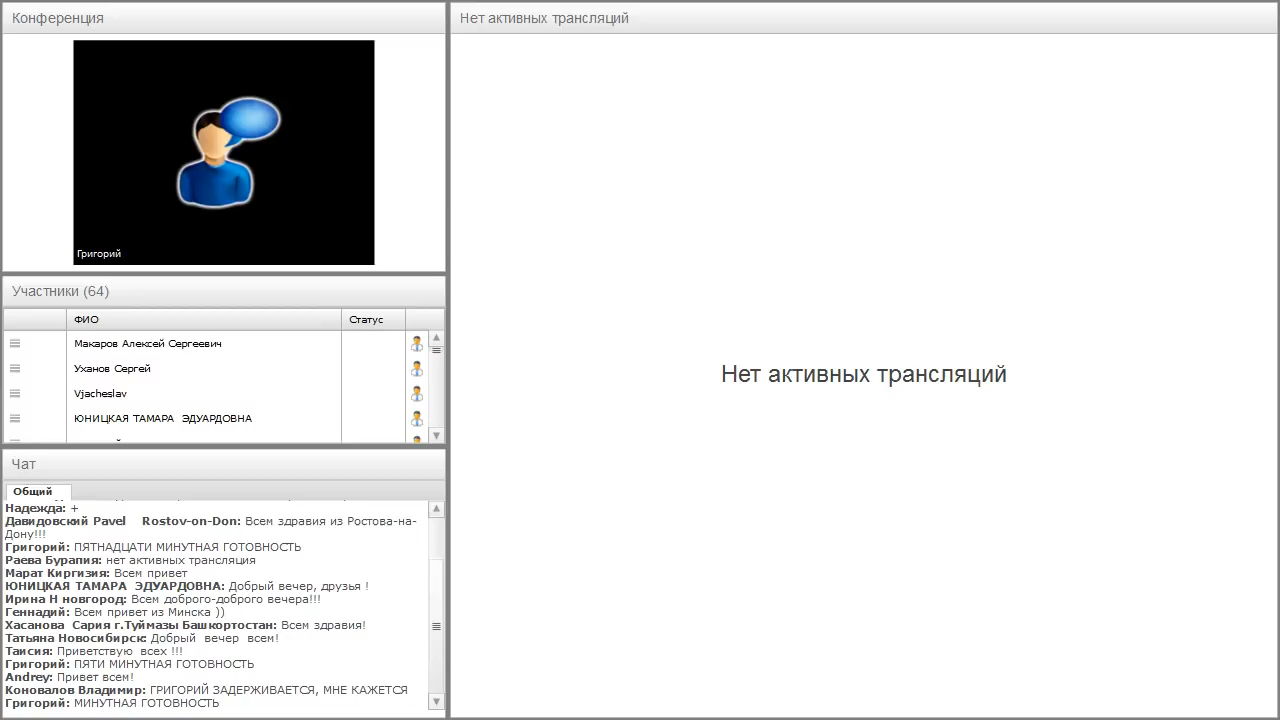 Конференция
Григорий
Участники (64)
ФИО Статус
Макаров Алексей Сергеевич
Уханов Сергей
Vjacheslav
ЮНИЦКАЯ ТАМАРА ЭДУАРДОВНА
Чат
Общий
Надежда: +
Давидовский Pavel Rostov-on-Don: Всем здравия из Ростова-на-
Дону!!!
Григорий: ПЯТНАДЦАТИ МИНУТНАЯ ГОТОВНОСТЬ
Раева Бурапия: нет активных трансляция
Марат Киргизия: Всем привет
ЮНИЦКАЯ ТАМАРА ЭДУАРДОВНА: Добрый вечер, друзья !
Ирина Н новгород: Всем доброго-доброго вечера!!!
Геннадий: Всем привет из Минска ))
Хасанова Сария г.Туймазы Башкортостан: Всем здравия!
Татьяна Новосибирск: Добрый вечер всем!
Таисия: Приветствую всех !!!
Григорий: ПЯТИ МИНУТНАЯ ГОТОВНОСТЬ
Andrey: Привет всем!
Коновалов Владимир: ГРИГОРИЙ ЗАДЕРЖИВАЕТСЯ, МНЕ КАЖЕТСЯ
Григорий: МИНУТНАЯ ГОТОВНОСТЬ
Нет активных трансляций
Нет активных трансляций